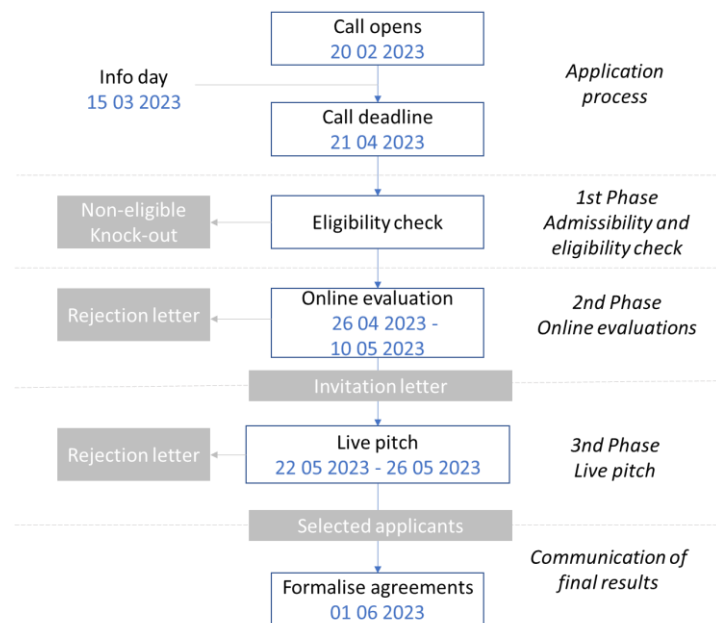 Call opens
20 02 2023
Info day
15 03 2023
Application
process
Call deadline
21 04 2023
Non-eligible
Knock-out
Eligibility check
1st Phase
Admissibility and
eligibility check
Rejection letter
Online evaluation
26 04 2023 -
10 05 2023
2nd Phase
Online evaluations
Invitation letter
Rejection letter
Live pitch
22 05 2023 - 26 05 2023
3nd Phase
Live pitch
Selected applicants
Communication of
final results
Formalise agreements
01 06 2023